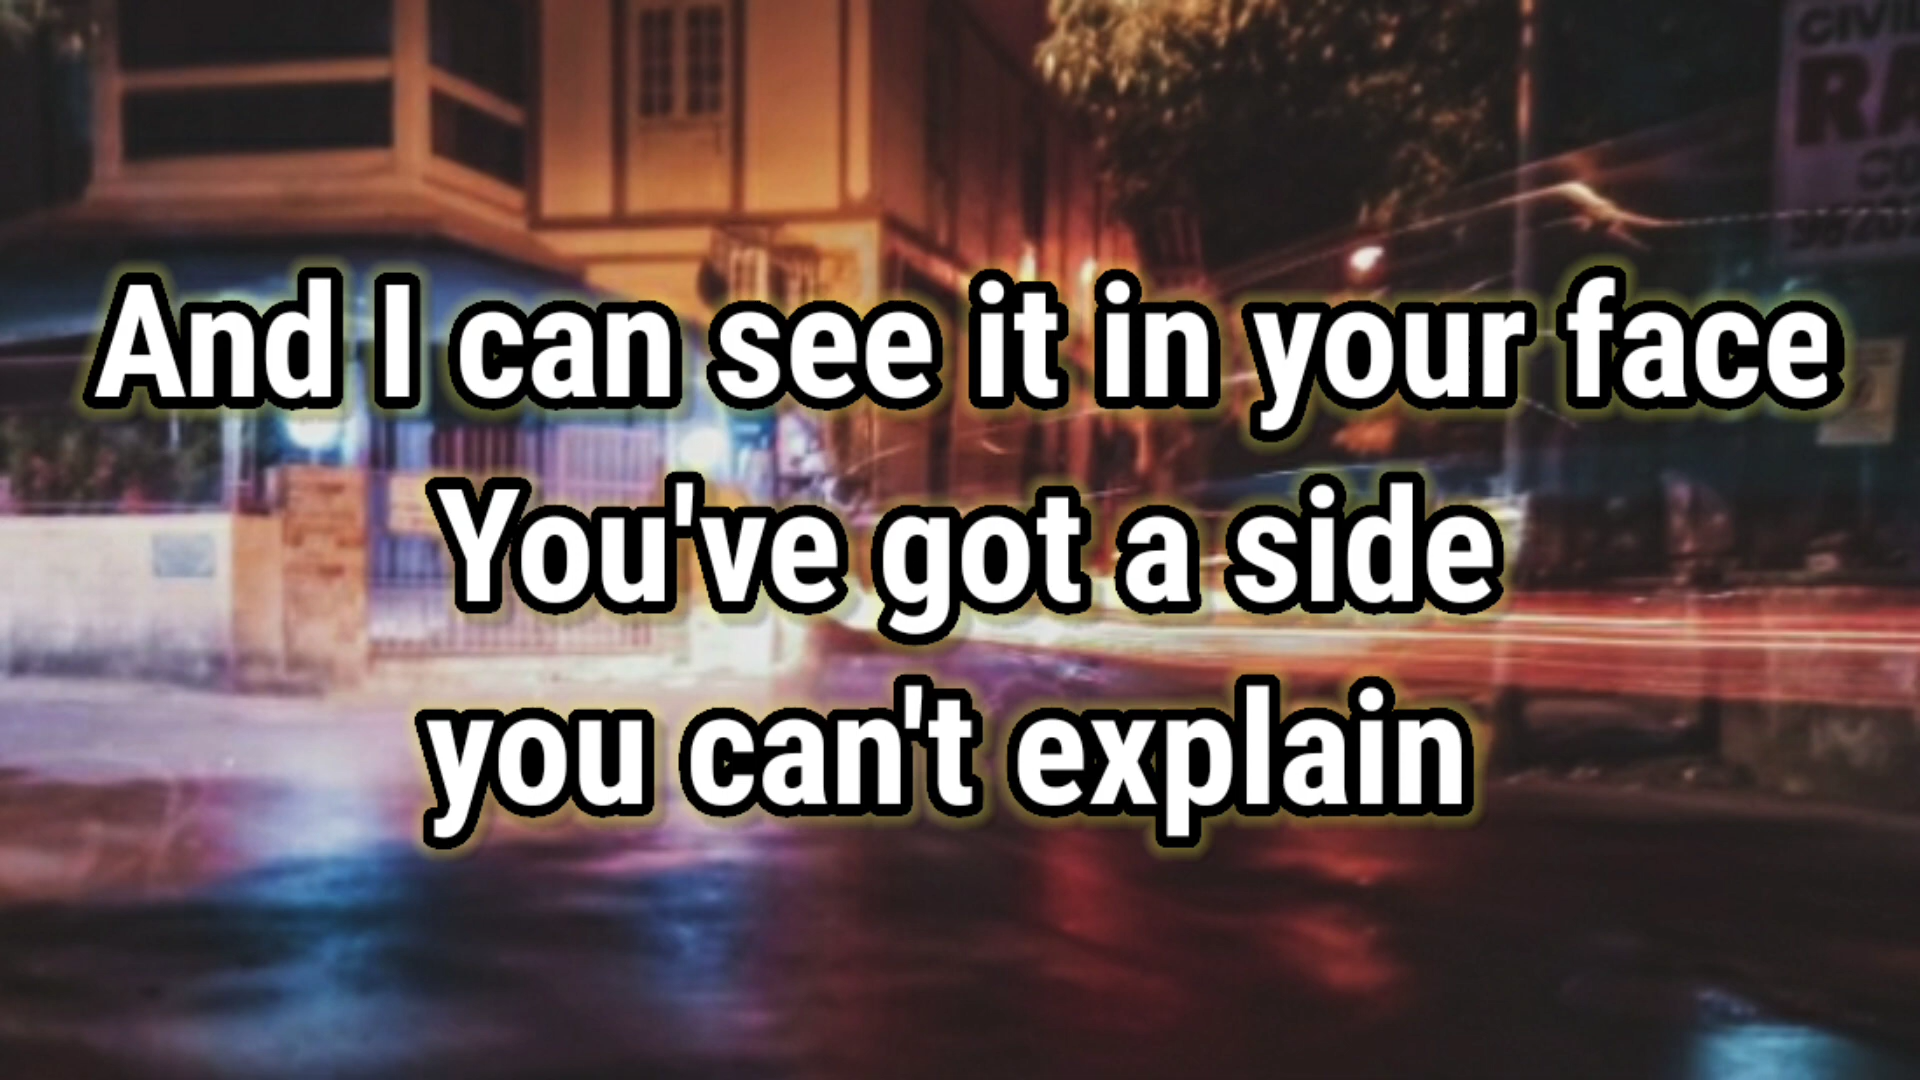 And I can see it in your face
You've got a side
you can't explain